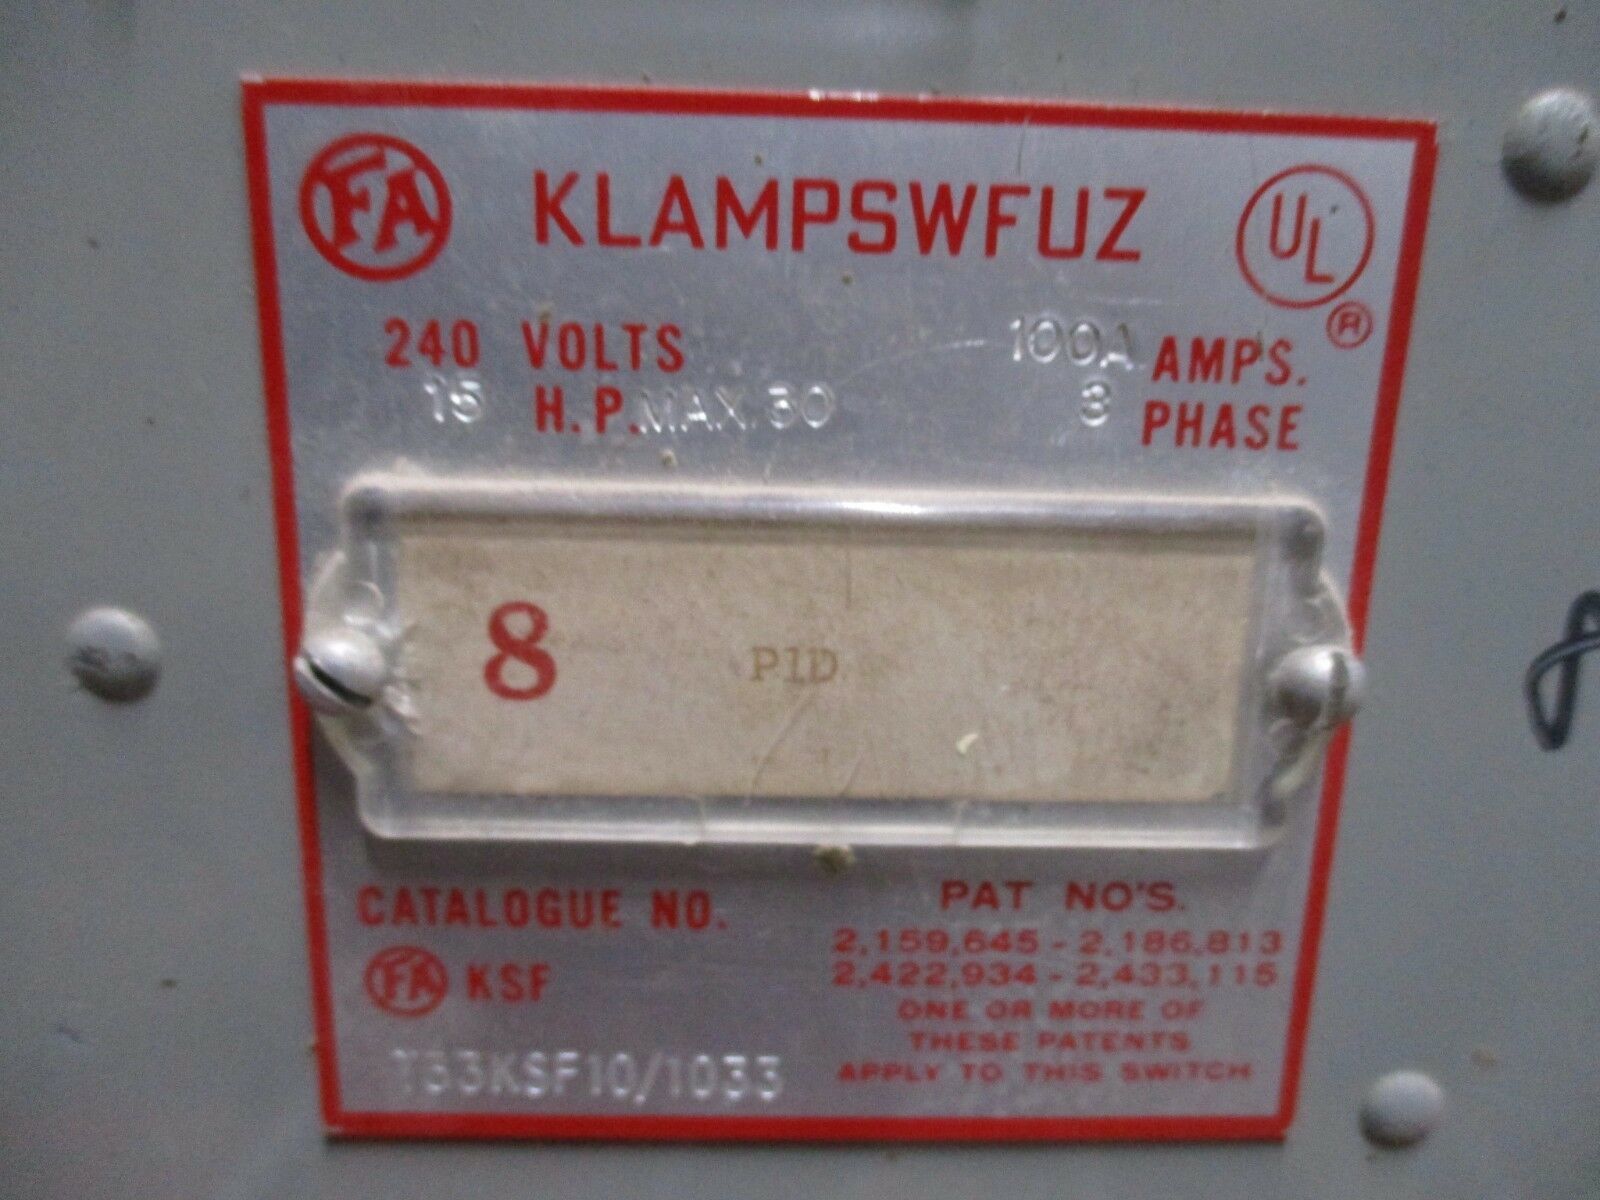 FA KLAMPSWFUZ UL
®
240 VOLTS 100A AMPS.
15 H.P. MAX.30 3 PHASE
8 P1D
CATALOGUE NO.
FA KSF
T33KSF10/1033
PAT NO'S.
2,159,645 - 2,186,813
2,422,934 - 2,433,115
ONE OR MORE OF
THESE PATENTS
APPLY TO THIS SWITCH
8